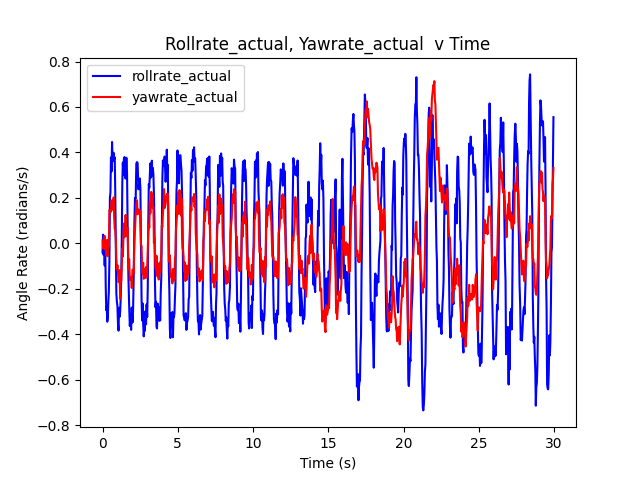 Rollrate_actual, Yawrate_actual  v Time
rollrate_actual
yawrate_actual
Angle Rate (radians/s)
0.8
0.6
0.4
0.2
0.0
−0.2
−0.4
−0.6
−0.8
0 5 10 15 20 25 30
Time (s)